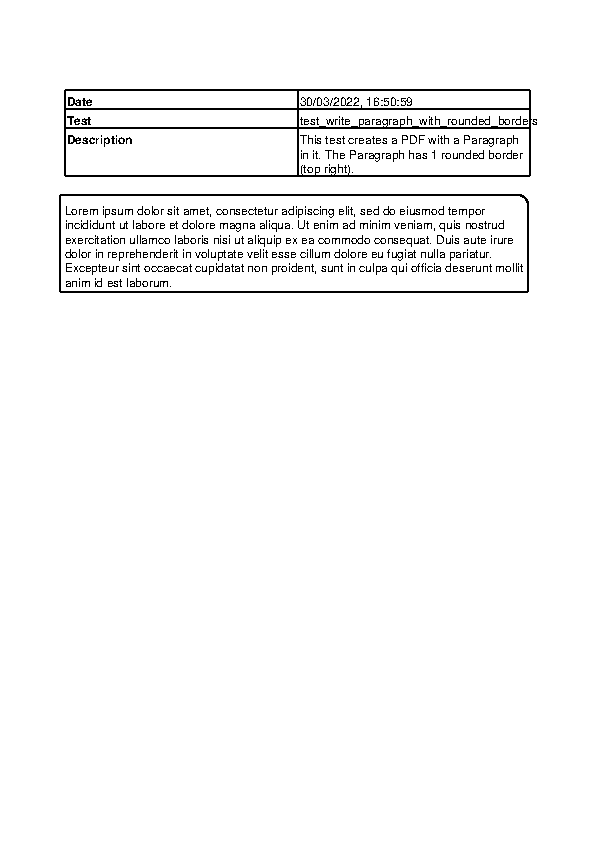 Date 30/03/2022, 16:50:59
Test test_write_paragraph_with_rounded_borders
Description This test creates a PDF with a Paragraph
in it. The Paragraph has 1 rounded border
(top right).
Lorem ipsum dolor sit amet, consectetur adipiscing elit, sed do eiusmod tempor
incididunt ut labore et dolore magna aliqua. Ut enim ad minim veniam, quis nostrud
exercitation ullamco laboris nisi ut aliquip ex ea commodo consequat. Duis aute irure
dolor in reprehenderit in voluptate velit esse cillum dolore eu fugiat nulla pariatur.
Excepteur sint occaecat cupidatat non proident, sunt in culpa qui officia deserunt mollit
anim id est laborum.